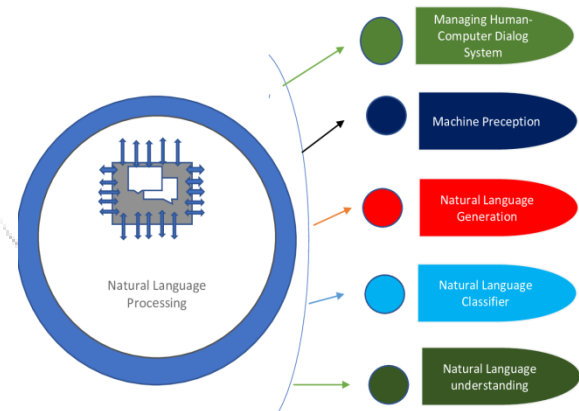 Managing Human-
Computer Dialog
System
Machine Preception
Natural Language
Generation
Natural Language
Processing
Natural Language
Classifier
Natural Language
understanding